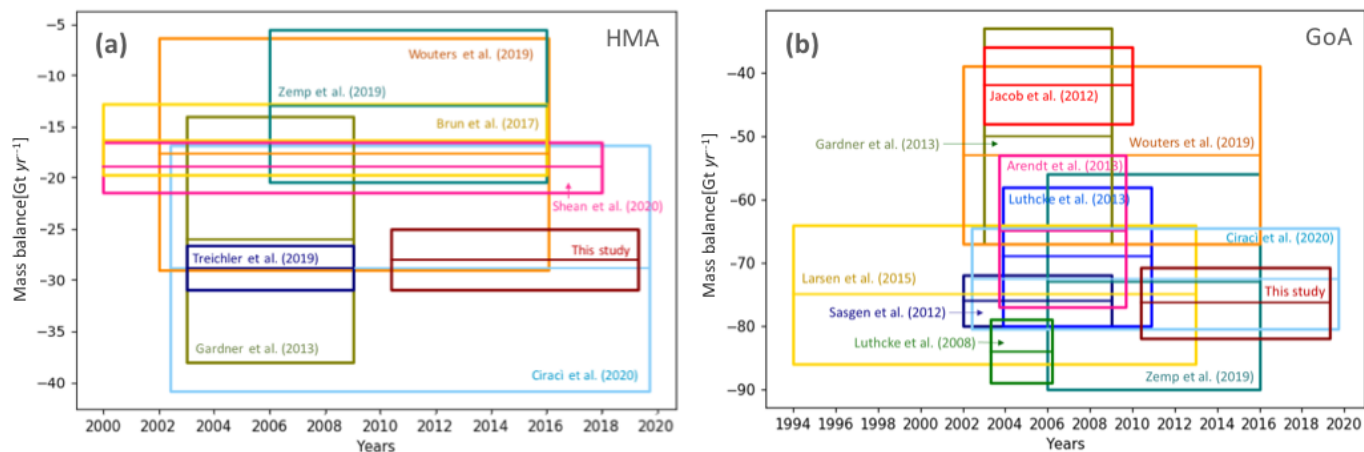 (a)
HMA
Mass balance[Gt yr⁻¹]
−5
−10
−15
−20
−25
−30
−35
−40
Wouters et al. (2019)
Zemp et al. (2019)
Brun et al. (2017)
Shean et al. (2020)
This study
Treichler et al. (2019)
Gardner et al. (2013)
Ciracì et al. (2020)
2000 2002 2004 2006 2008 2010 2012 2014 2016 2018 2020
Years
(b)
GoA
Mass balance[Gt yr⁻¹]
−40
−50
−60
−70
−80
−90
Jacob et al. (2012)
Gardner et al. (2013)
Wouters et al. (2019)
Arendt et al. (2013)
Luthcke et al. (2013)
Ciracì et al. (2020)
Larsen et al. (2015)
This study
Sasgen et al. (2012)
Luthcke et al. (2008)
Zemp et al. (2019)
1994 1996 1998 2000 2002 2004 2006 2008 2010 2012 2014 2016 2018 2020
Years